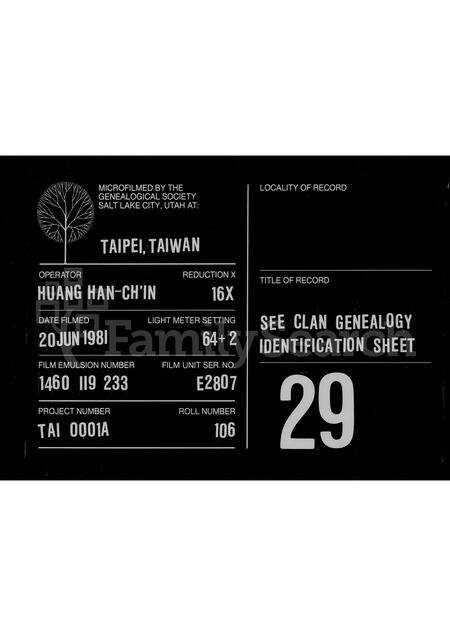 MICROFILMED BY THE
GENEALOGICAL SOCIETY
SALT LAKE CITY, UTAH AT:
TAIPEI, TAIWAN
OPERATOR REDUCTION X
HUANG HAN-CH'IN 16X
DATE FILMED LIGHT METER SETTING
20JUN1981 64+2
FILM EMULSION NUMBER FILM UNIT SER. NO.
1460 119 233 E2807
PROJECT NUMBER ROLL NUMBER
TAI 0001A 106
LOCALITY OF RECORD
TITLE OF RECORD
SEE CLAN GENEALOGY
IDENTIFICATION SHEET
29
FamilySearch